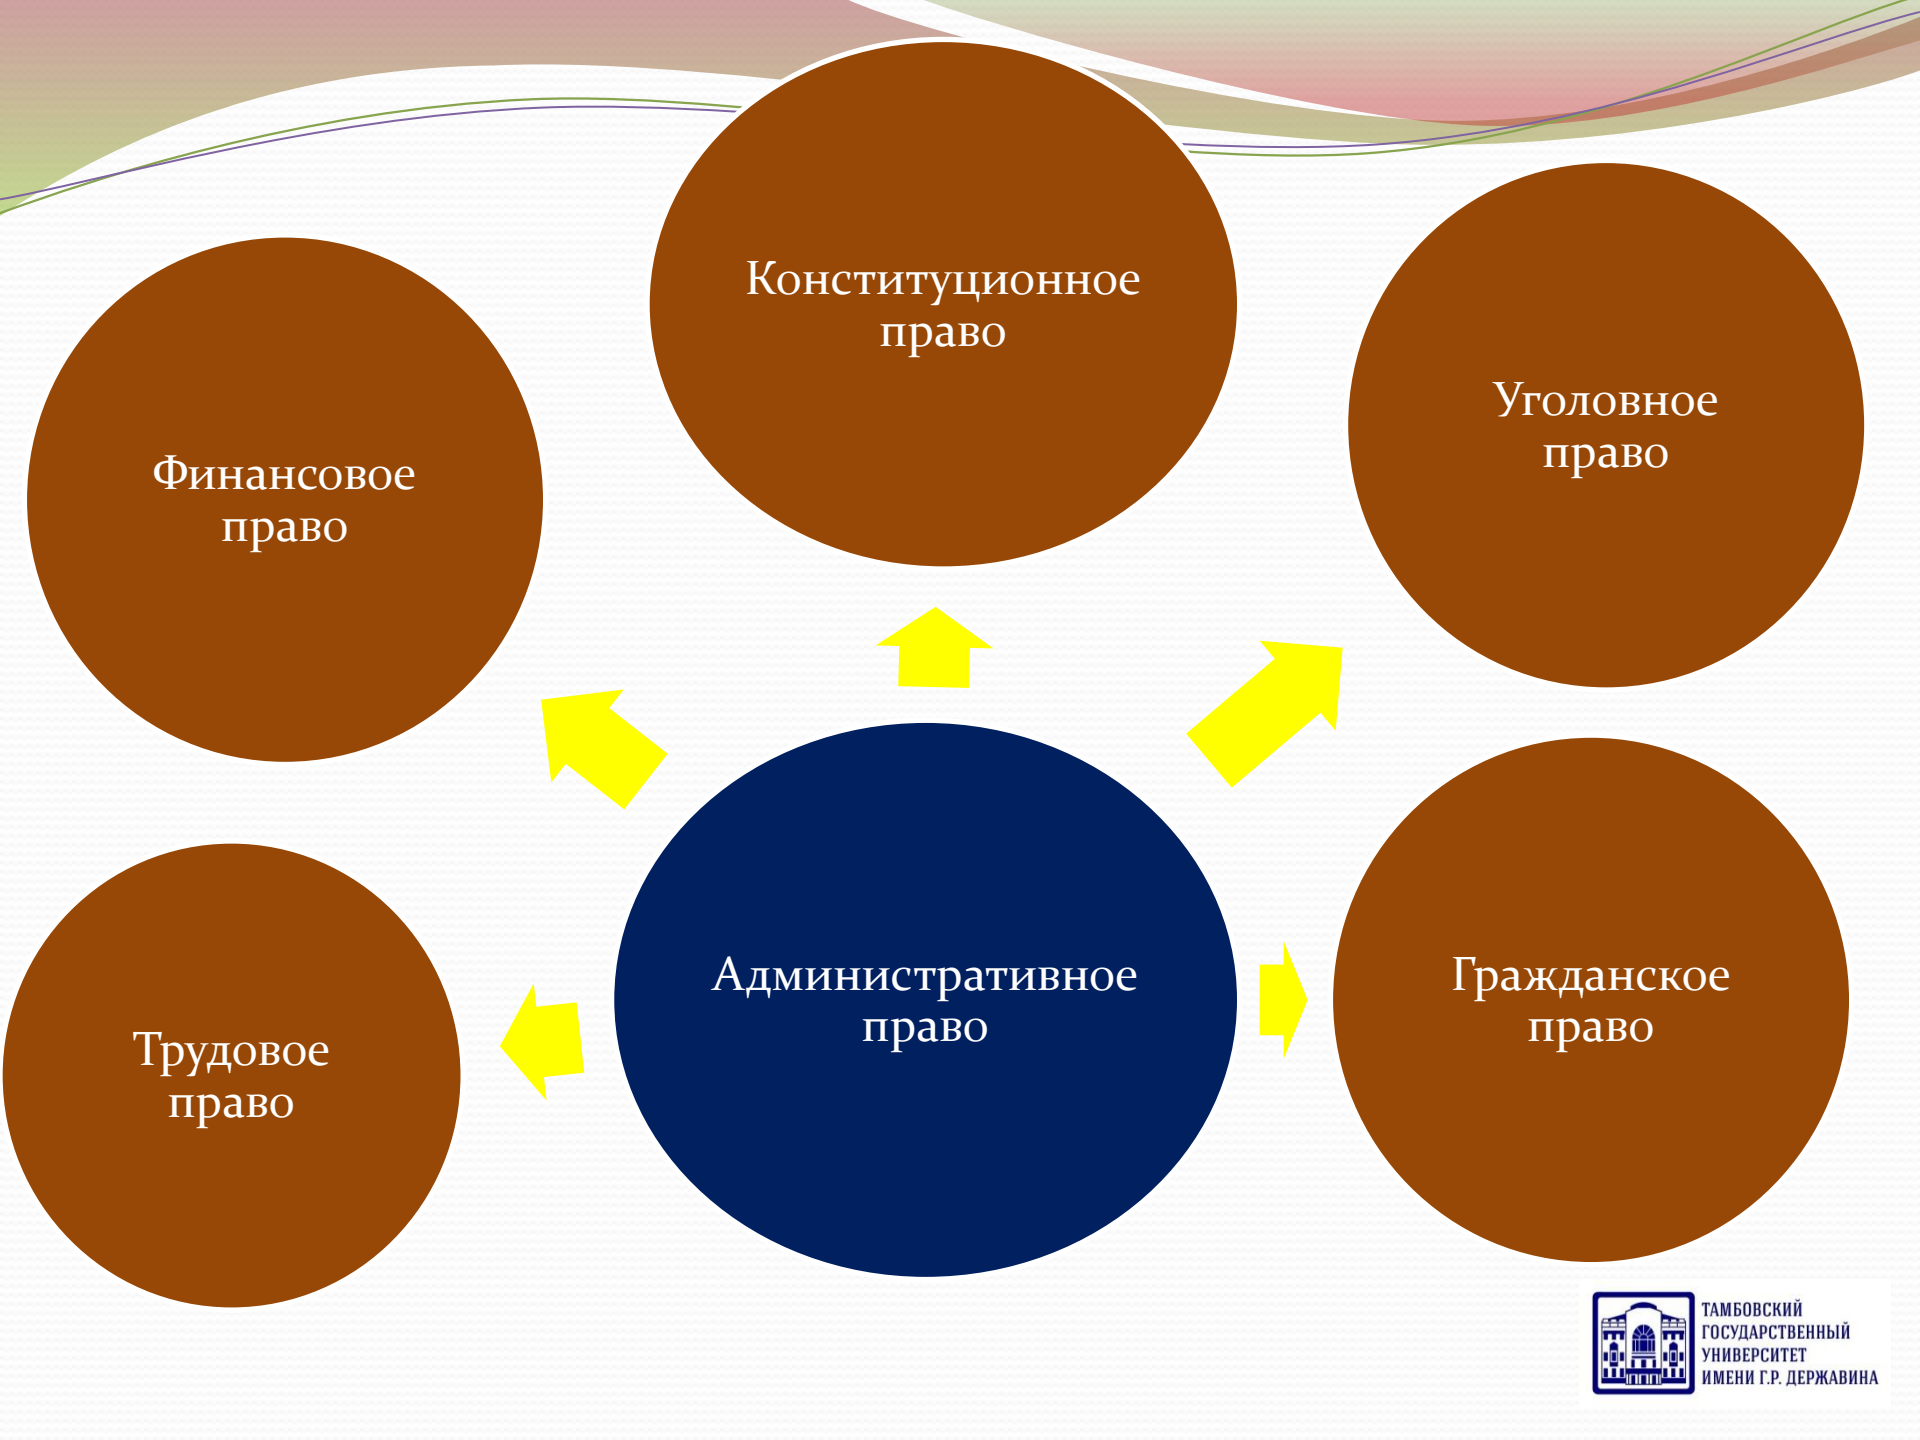 Конституционное
право
Уголовное
право
Финансовое
право
Административное
право
Гражданское
право
Трудовое
право
ТАМБОВСКИЙ
ГОСУДАРСТВЕННЫЙ
УНИВЕРСИТЕТ
ИМЕНИ Г.Р. ДЕРЖАВИНА